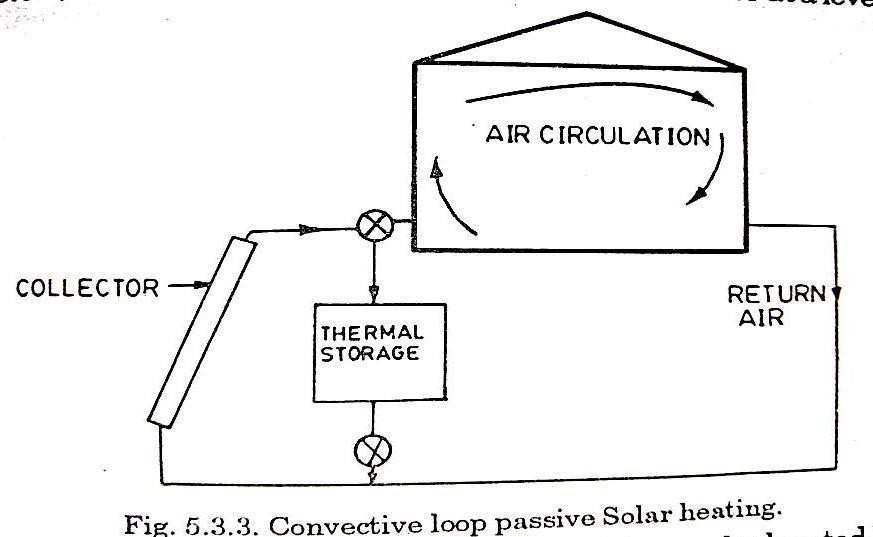 AIR CIRCULATION
COLLECTOR
THERMAL
STORAGE
RETURN
AIR
Fig. 5.3.3. Convective loop passive Solar heating.